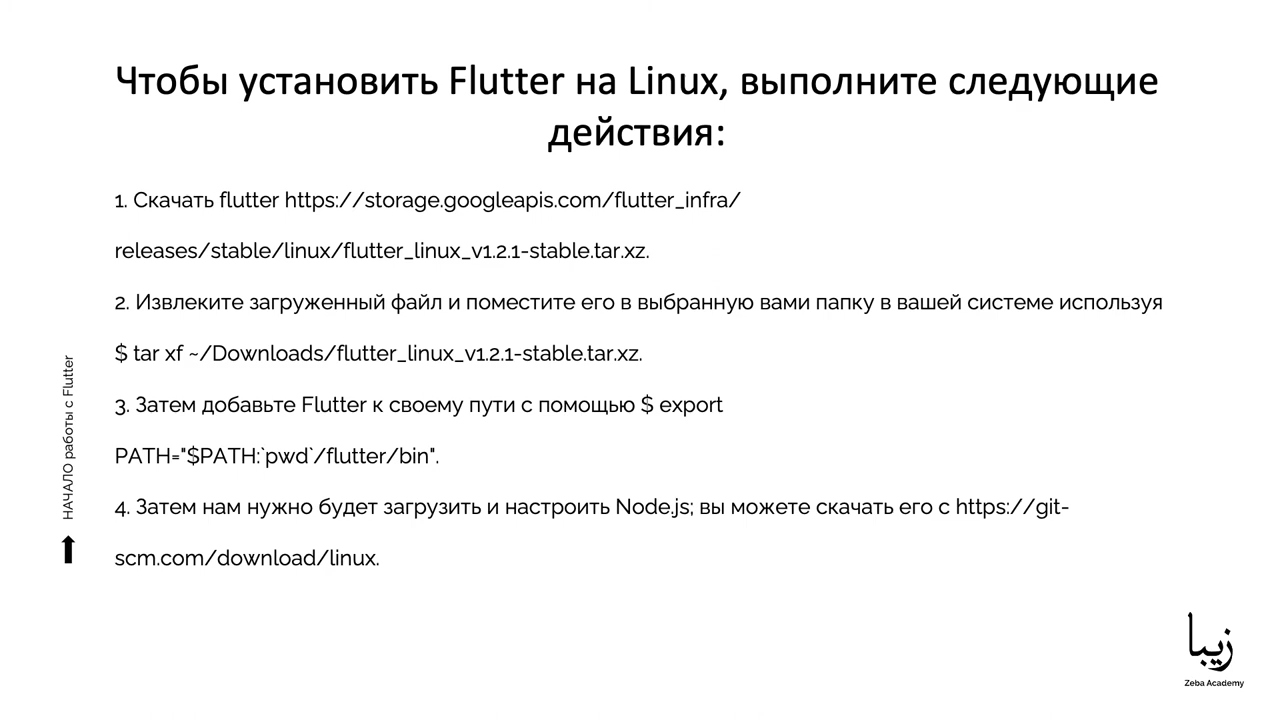 Чтобы установить Flutter на Linux, выполните следующие
действия:
1. Скачать flutter https://storage.googleapis.com/flutter_infra/
releases/stable/linux/flutter_linux_v1.2.1-stable.tar.xz.
2. Извлеките загруженный файл и поместите его в выбранную вами папку в вашей системе используя
$ tar xf ~/Downloads/flutter_linux_v1.2.1-stable.tar.xz.
3. Затем добавьте Flutter к своему пути с помощью $ export
PATH="$PATH:`pwd`/flutter/bin".
4. Затем нам нужно будет загрузить и настроить Node.js; вы можете скачать его с https://git-
scm.com/download/linux.
НАЧАЛО работы с Flutter
زيبا
Zeba Academy